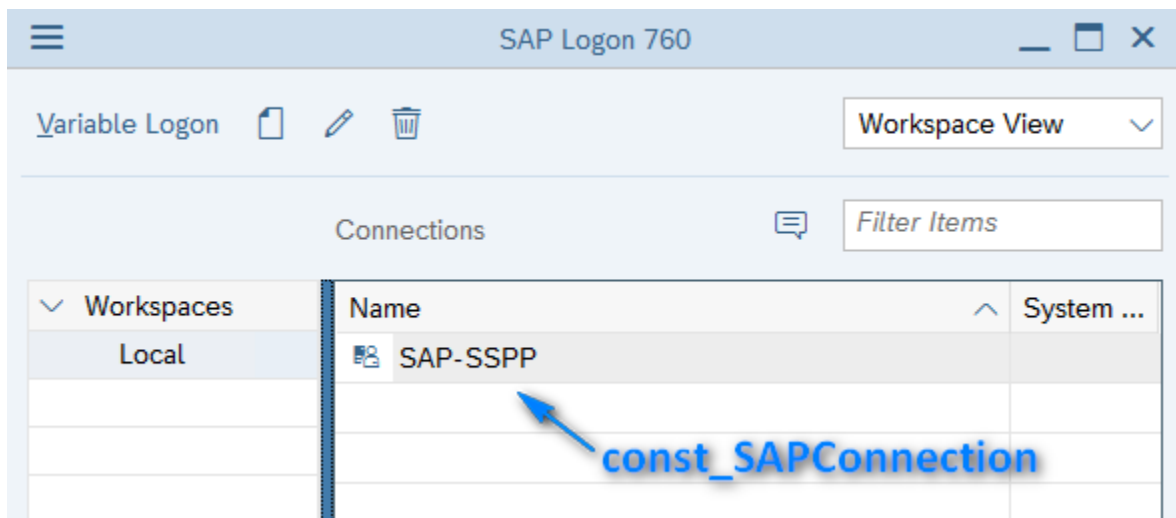 SAP Logon 760
Variable Logon
Workspace View
Connections
Filter Items
Workspaces
Name
System ...
Local
SAP-SSPP
const_SAPConnection